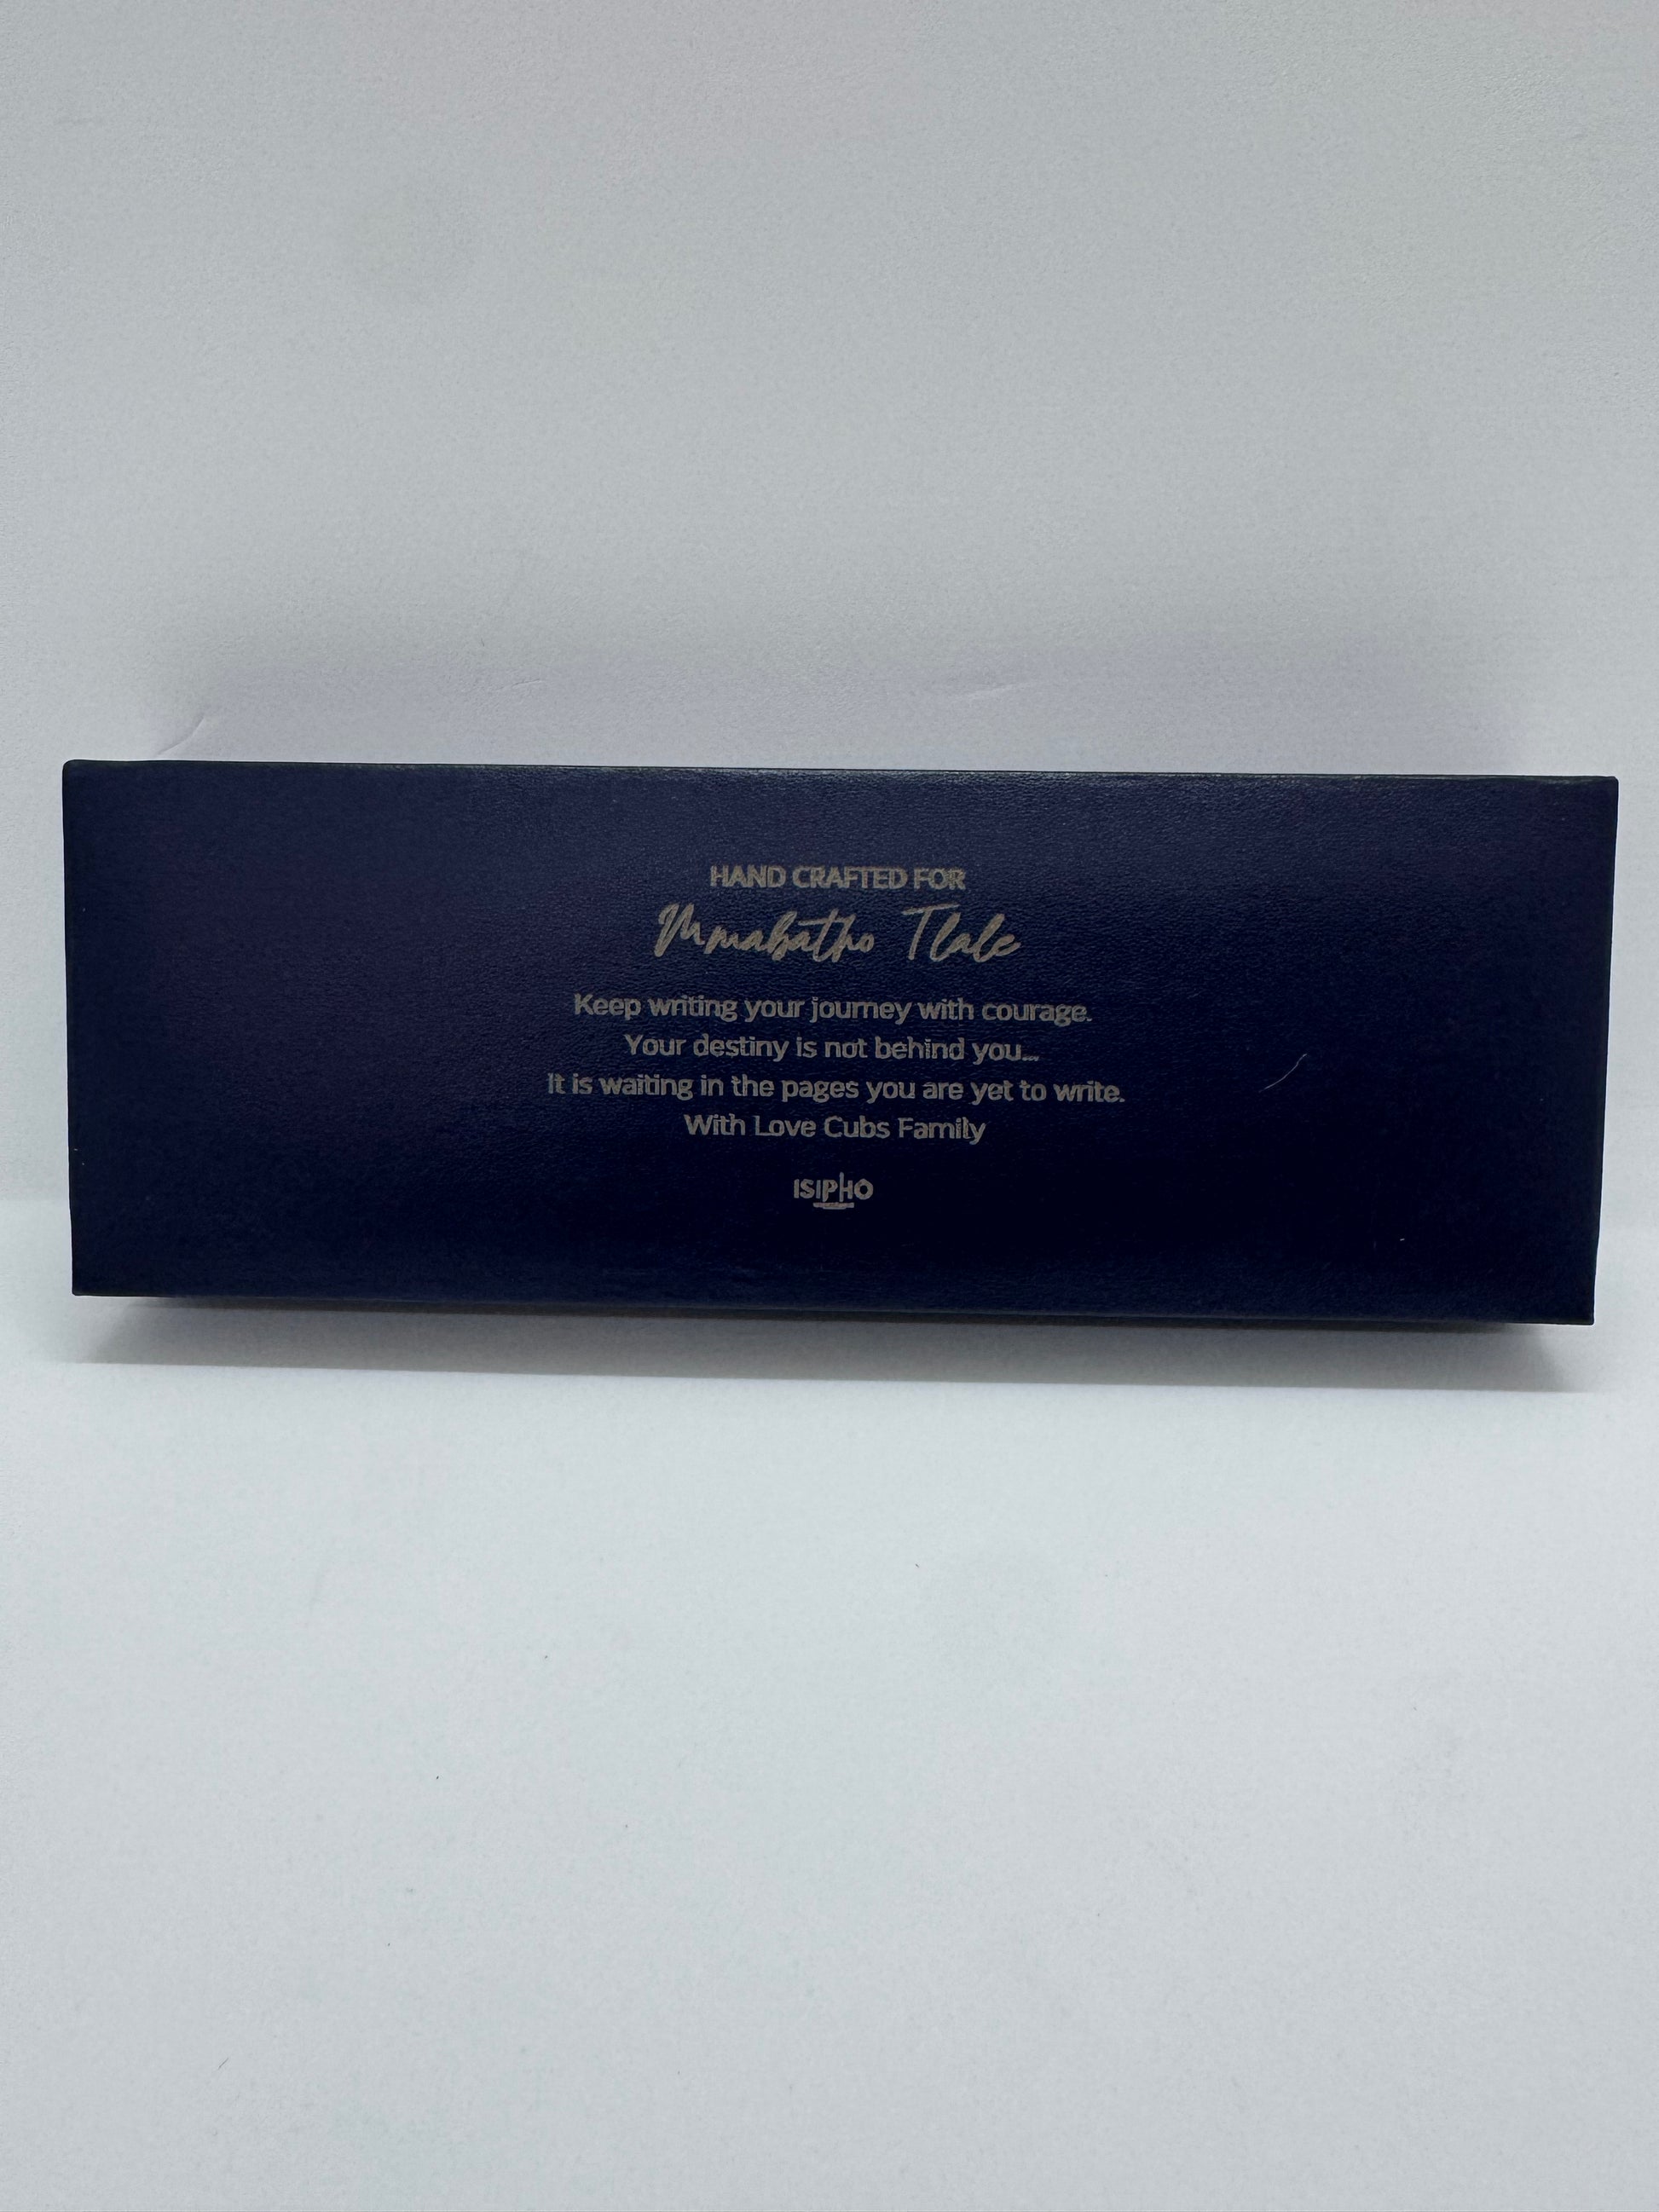 HAND CRAFTED FOR
Mmabatho Tlale
Keep writing your journey with courage.
Your destiny is not behind you...
It is waiting in the pages you are yet to write.
With Love Cubs Family
ISIPHO